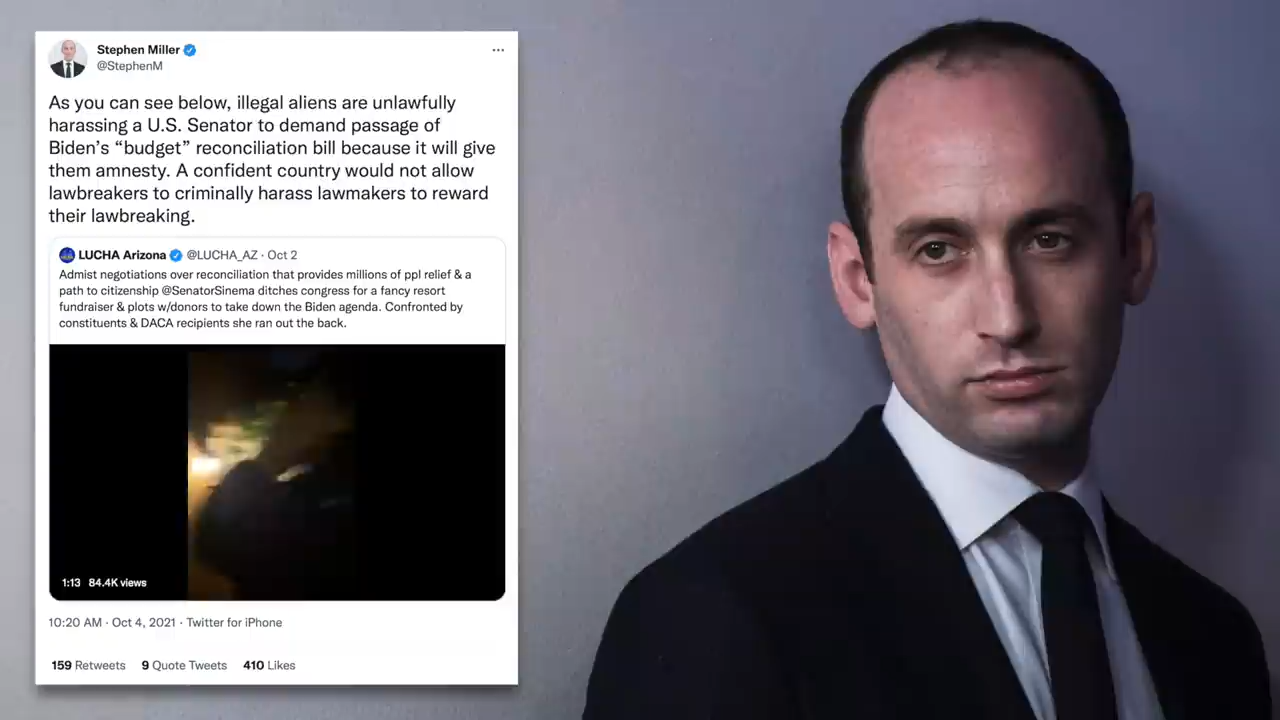 Stephen Miller
@StephenM
As you can see below, illegal aliens are unlawfully
harassing a U.S. Senator to demand passage of
Biden’s “budget” reconciliation bill because it will give
them amnesty. A confident country would not allow
lawbreakers to criminally harass lawmakers to reward
their lawbreaking.
LUCHA Arizona @LUCHA_AZ · Oct 2
Admist negotiations over reconciliation that provides millions of ppl relief & a
path to citizenship @SenatorSinema ditches congress for a fancy resort
fundraiser & plots w/donors to take down the Biden agenda. Confronted by
constituents & DACA recipients she ran out the back.
1:13 84.4K views
10:20 AM · Oct 4, 2021 · Twitter for iPhone
159 Retweets 9 Quote Tweets 410 Likes